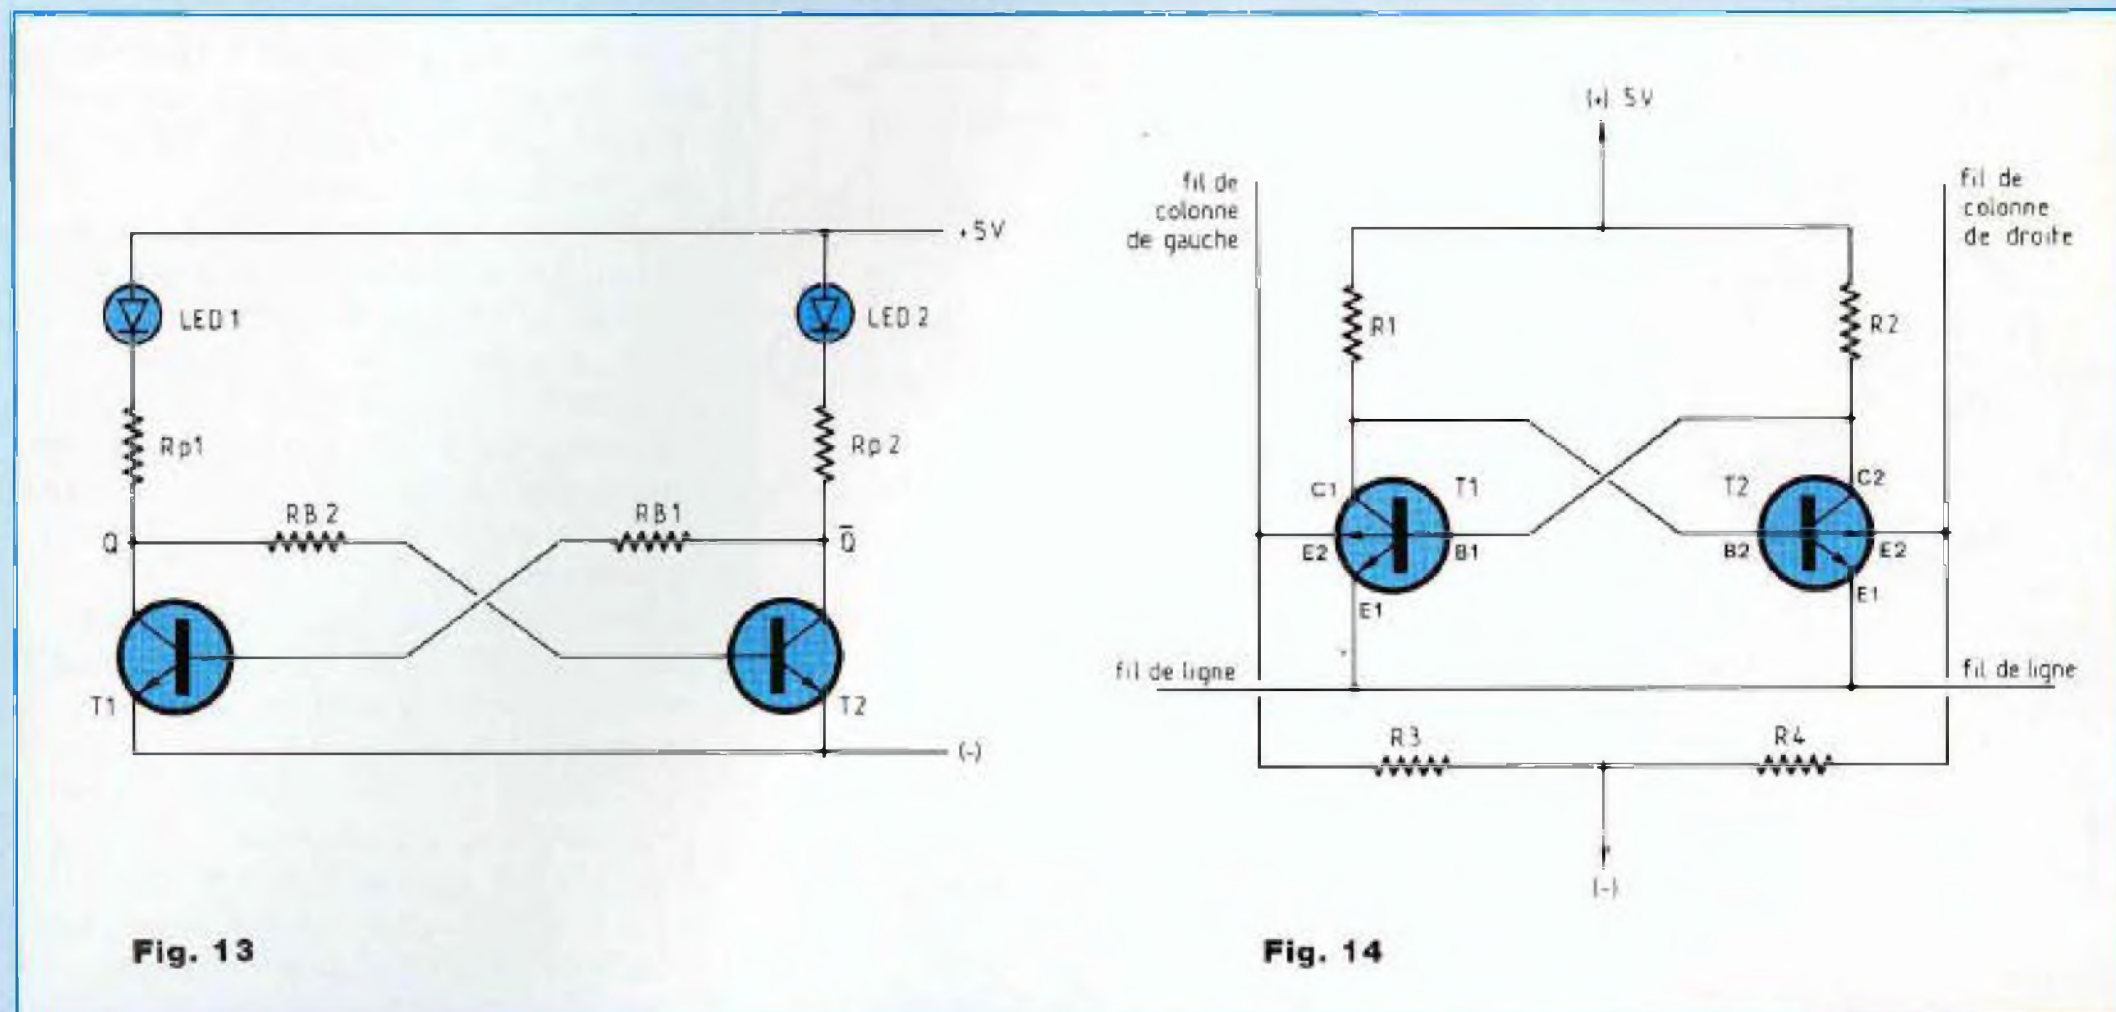 +5V
LED 1
LED 2
Rp1
Rp 2
RB 2
RB1
Q
Q̅
T1
T2
(-)
Fig. 13
(+) 5V
fil de
colonne
de gauche
fil de
colonne
de droite
R1
R2
C1
T1
T2
C2
E2
B1
B2
E2
E1
E1
fil de ligne
fil de ligne
R3
R4
(-)
Fig. 14